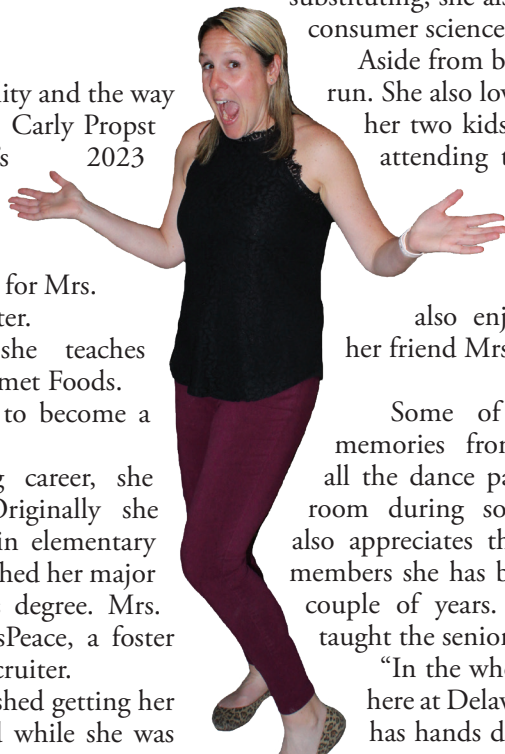 ity and the way
Carly Propst
's 2023
for Mrs.
ter.
she teaches
met Foods.
to become a
g career, she
Originally she
in elementary
hed her major
degree. Mrs.
sPeace, a foster
cruiter.
shed getting her
while she was
substituting, she als
consumer science
Aside from b
run. She also lov
her two kids
attending t
also enj
her friend Mrs
Some of
memories from
all the dance pa
room during so
also appreciates th
members she has b
couple of years.
taught the senior
“In the who
here at Delaw
has hands d